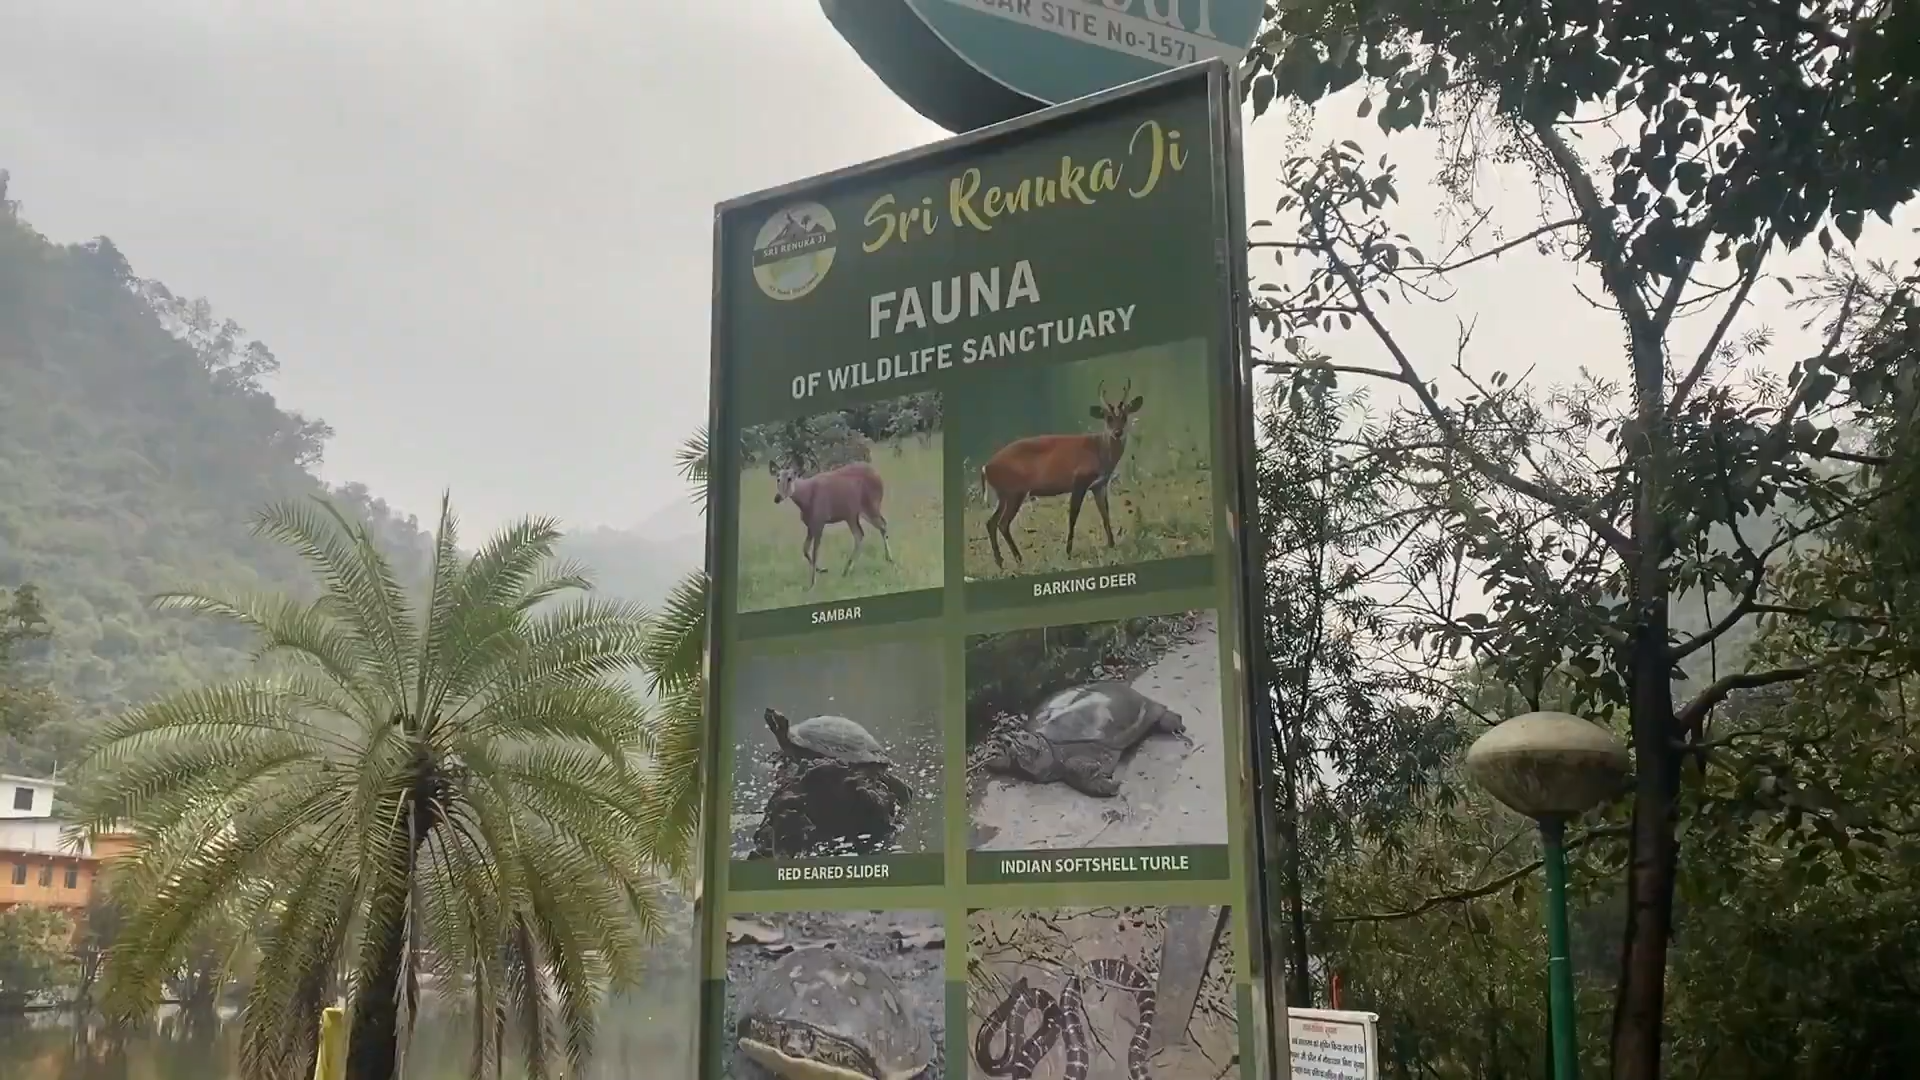 SITE No-1571
Sri Renuka Ji
SRI RENUKA JI
FAUNA
OF WILDLIFE SANCTUARY
SAMBAR
BARKING DEER
RED EARED SLIDER
INDIAN SOFTSHELL TURLE